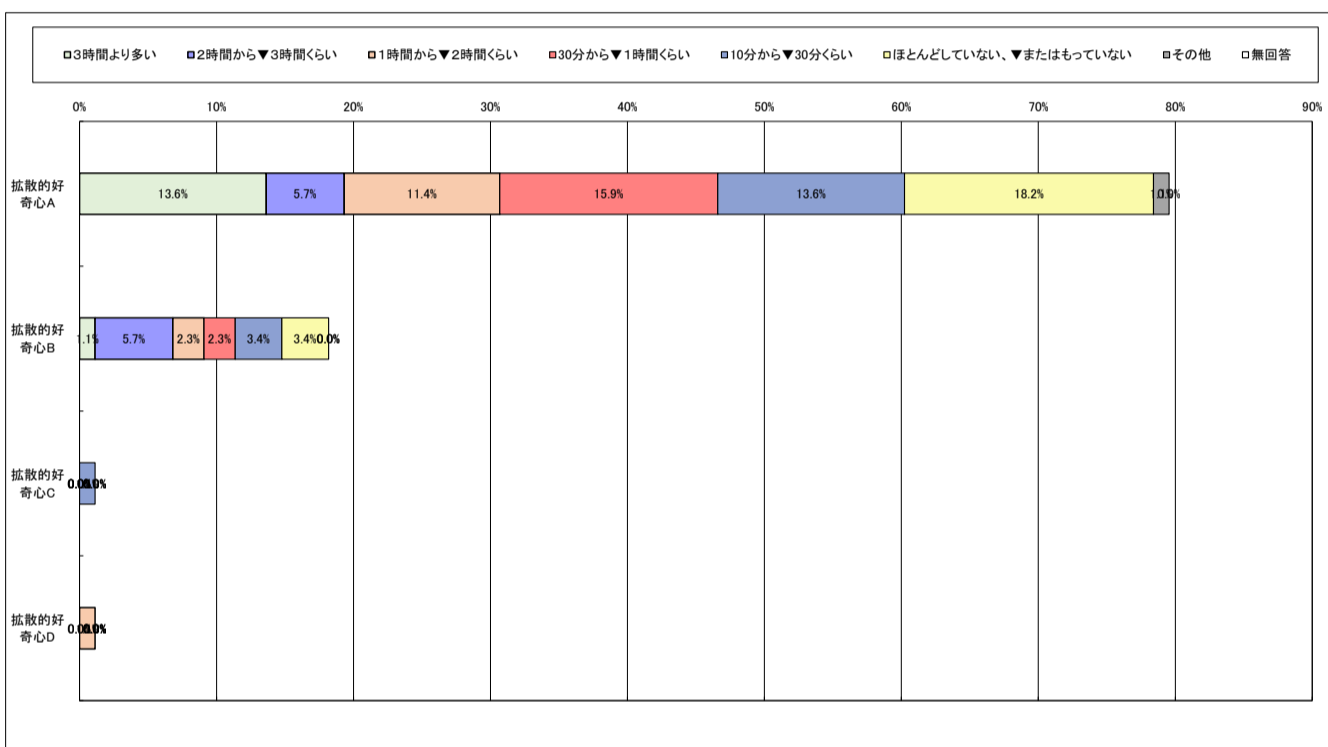 3時間より多い 2時間から▼3時間くらい 1時間から▼2時間くらい 30分から▼1時間くらい 10分から▼30分くらい ほとんどしていない、▼またはもっていない その他 無回答
0% 10% 20% 30% 40% 50% 60% 70% 80% 90%
拡散的好
奇心A
13.6% 5.7% 11.4% 15.9% 13.6% 18.2%
拡散的好
奇心B
1.1% 5.7% 2.3% 2.3% 3.4% 3.4% 0.0%
拡散的好
奇心C
拡散的好
奇心D